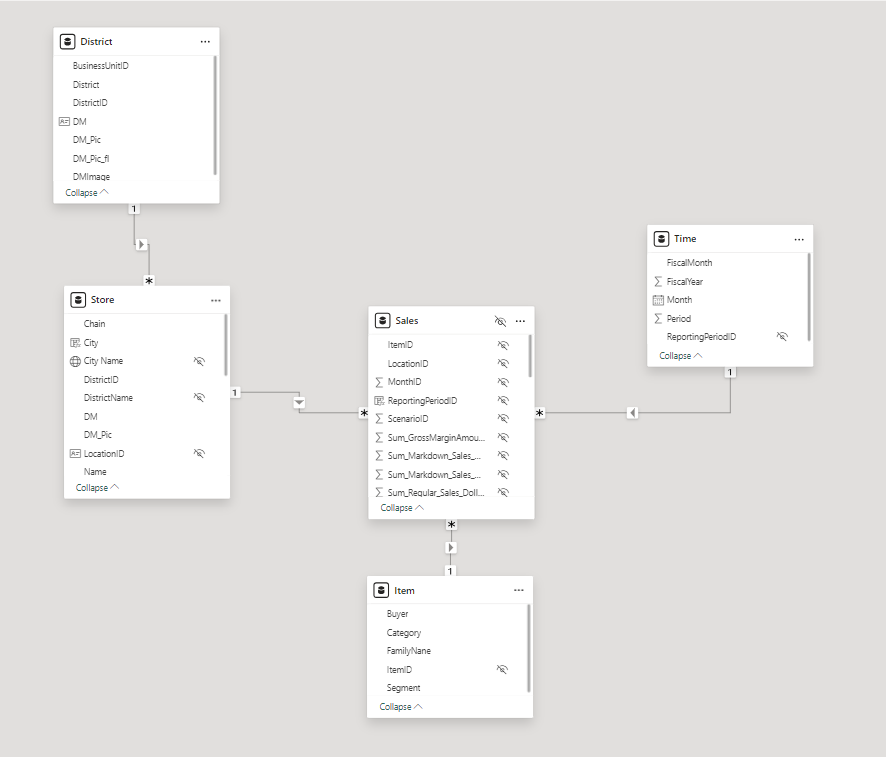 District
BusinessUnitID
District
DistrictID
DM
DM_Pic
DM_Pic_fl
DMImage
Collapse
1
*
Store
Chain
City
City Name
DistrictID
DistrictName
DM
DM_Pic
LocationID
Name
Collapse
1
*
Sales
ItemID
LocationID
MonthID
ReportingPeriodID
ScenarioID
Sum_GrossMarginAmou...
Sum_Markdown_Sales_...
Sum_Markdown_Sales_...
Sum_Regular_Sales_Doll...
Collapse
*
*
1
Time
FiscalMonth
FiscalYear
Month
Period
ReportingPeriodID
Collapse
1
Item
Buyer
Category
FamilyNane
ItemID
Segment
Collapse